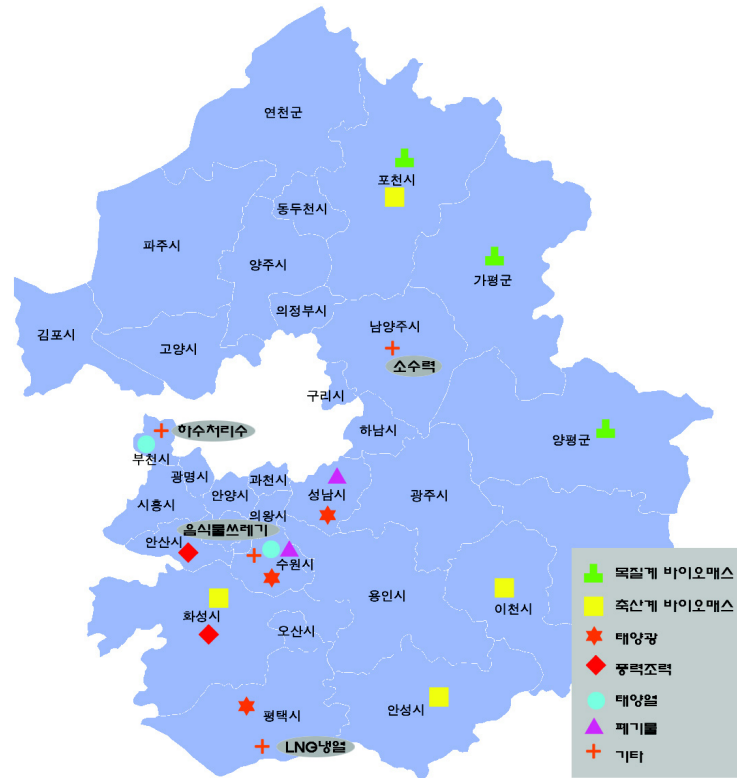 연천군
포천시
동두천시
파주시
양주시
가평군
의정부시
남양주시
김포시
고양시
소수력
구리시
하수처리수
하남시
양평군
부천시
광명시
과천시
시흥시
안양시
성남시
광주시
의왕시
음식물쓰레기
안산시
수원시
용인시
이천시
화성시
오산시
안성시
평택시
LNG냉열
목질계 바이오매스
축산계 바이오매스
태양광
풍력조력
태양열
폐기물
기타